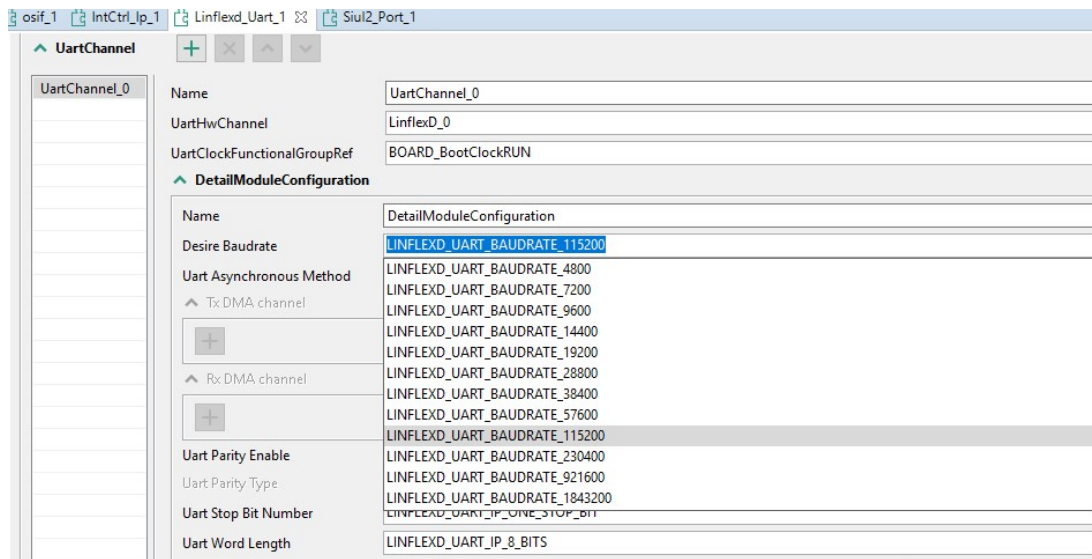 osif_1 IntCtrl_Ip_1 Linflexd_Uart_1 Siul2_Port_1
UartChannel
UartChannel_0
Name UartChannel_0
UartHwChannel LinflexD_0
UartClockFunctionalGroupRef BOARD_BootClockRUN
DetailModuleConfiguration
Name DetailModuleConfiguration
Desire Baudrate LINFLEXD_UART_BAUDRATE_115200
LINFLEXD_UART_BAUDRATE_4800
Uart Asynchronous Method
LINFLEXD_UART_BAUDRATE_7200
Tx DMA channel
LINFLEXD_UART_BAUDRATE_9600
LINFLEXD_UART_BAUDRATE_14400
LINFLEXD_UART_BAUDRATE_19200
LINFLEXD_UART_BAUDRATE_28800
Rx DMA channel
LINFLEXD_UART_BAUDRATE_38400
LINFLEXD_UART_BAUDRATE_57600
LINFLEXD_UART_BAUDRATE_115200
Uart Parity Enable LINFLEXD_UART_BAUDRATE_230400
LINFLEXD_UART_BAUDRATE_921600
Uart Parity Type
LINFLEXD_UART_BAUDRATE_1843200
Uart Stop Bit Number LINFLEXD_UART_IP_ONE_STOP_BIT
Uart Word Length LINFLEXD_UART_IP_8_BITS